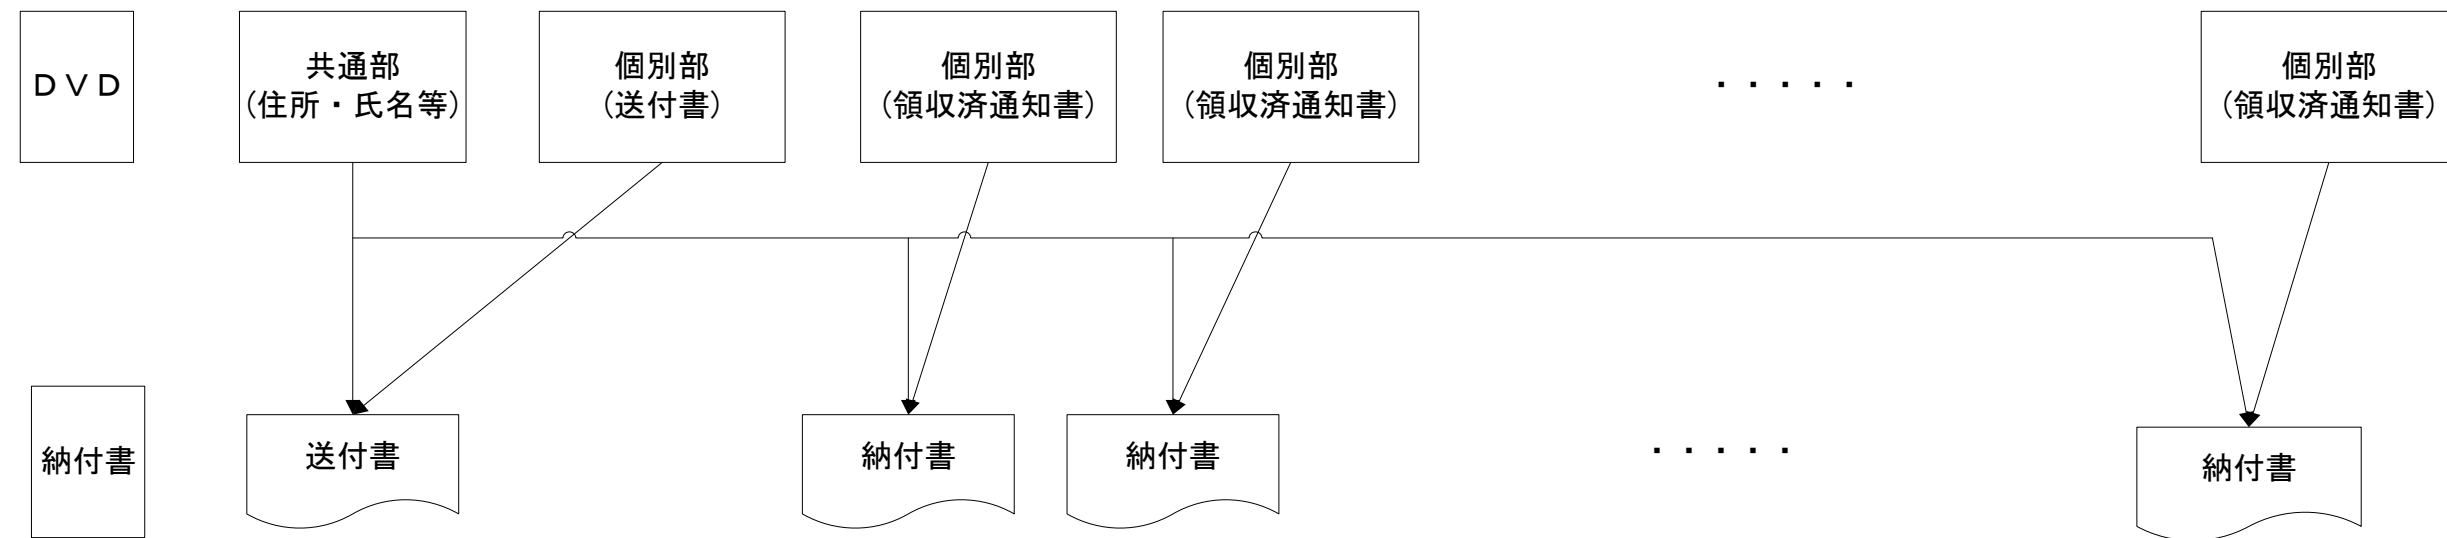 ＤＶＤ
共通部
（住所・氏名等）
個別部
（送付書）
個別部
（領収済通知書）
個別部
（領収済通知書）
・・・・・
個別部
（領収済通知書）
納付書
送付書
納付書
納付書
・・・・・
納付書